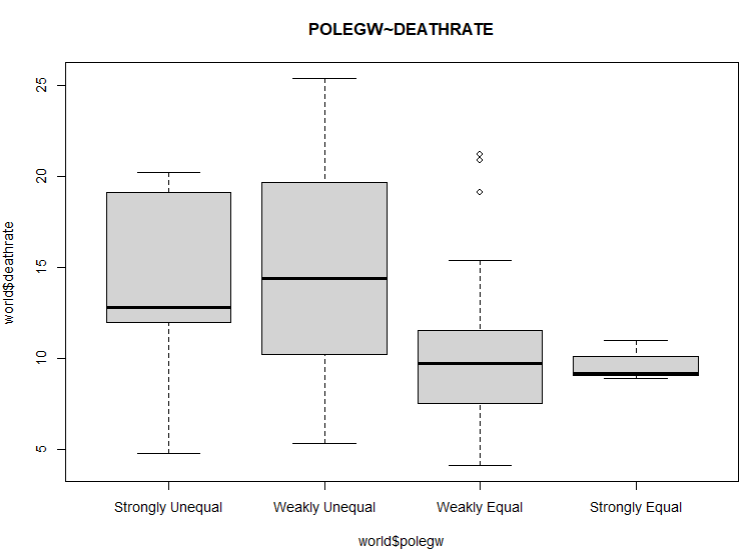 POLEGW~DEATHRATE
world$deathrate
25
20
15
10
5
Strongly Unequal Weakly Unequal Weakly Equal Strongly Equal
world$polegw